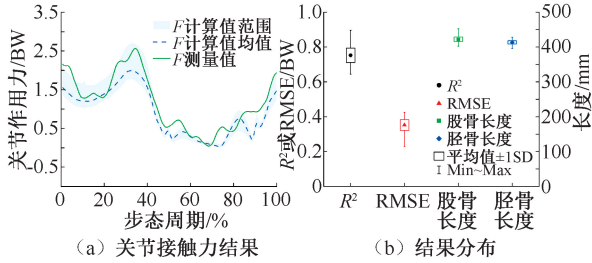 F计算值范围
F计算值均值
F测量值
关节作用力/BW
3.5
2.5
1.5
0.5
−0.5
0 20 40 60 80 100
步态周期/%
（a）关节接触力结果
R²或RMSE/BW
1.0
0.8
0.6
0.4
0.2
0
R²
RMSE
股骨长度
胫骨长度
平均值±1SD
Min~Max
500
400
300
200
100
0
长度/mm
R² RMSE 股骨 胫骨
长度 长度
（b）结果分布